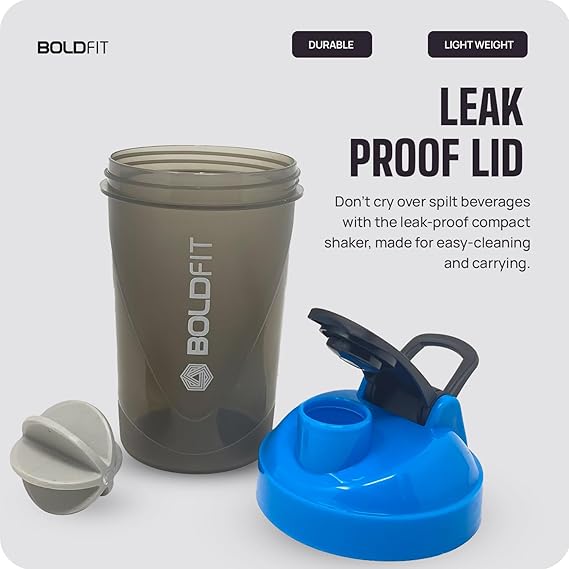 BOLDFIT
DURABLE
LIGHT WEIGHT
LEAK
PROOF LID
Don't cry over spilt beverages
with the leak-proof compact
shaker, made for easy-cleaning
and carrying.
BOLDFIT